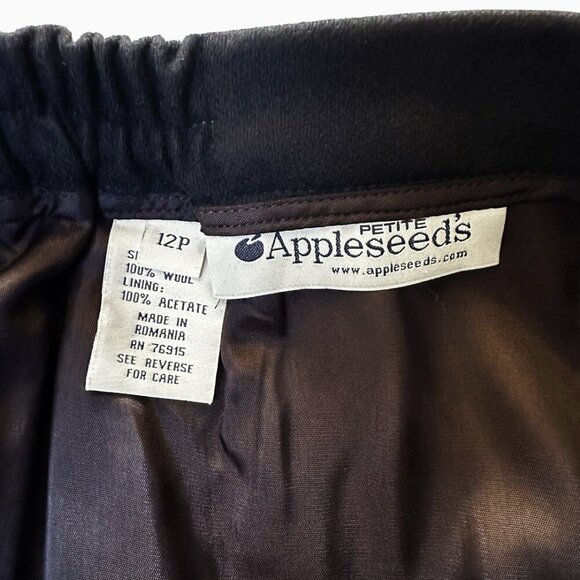 12P
100% WOOL
LINING:
100% ACETATE
MADE IN
ROMANIA
RN 76915
SEE REVERSE
FOR CARE
PETITE
Appleseed's
www.appleseeds.com